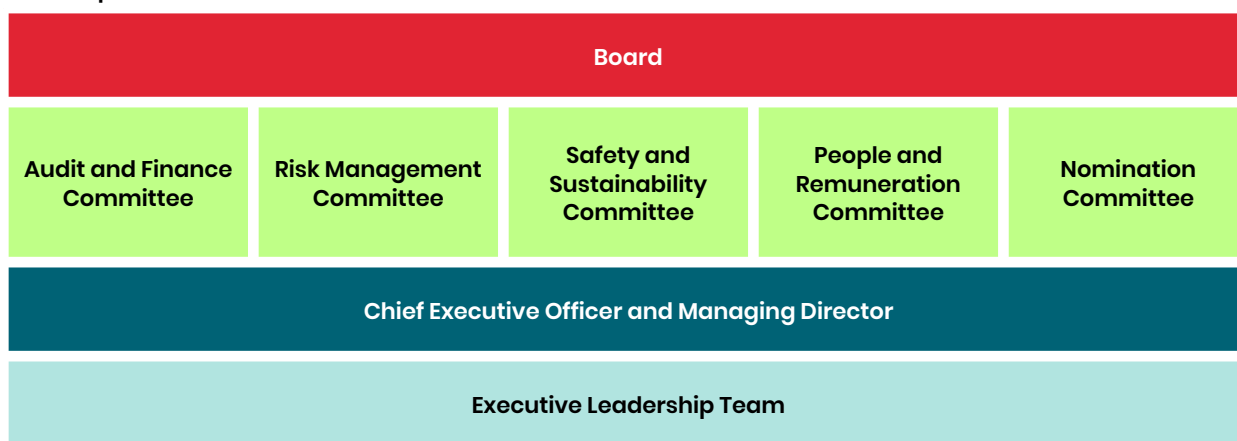 Board
Audit and Finance
Committee
Risk Management
Committee
Safety and
Sustainability
Committee
People and
Remuneration
Committee
Nomination
Committee
Chief Executive Officer and Managing Director
Executive Leadership Team